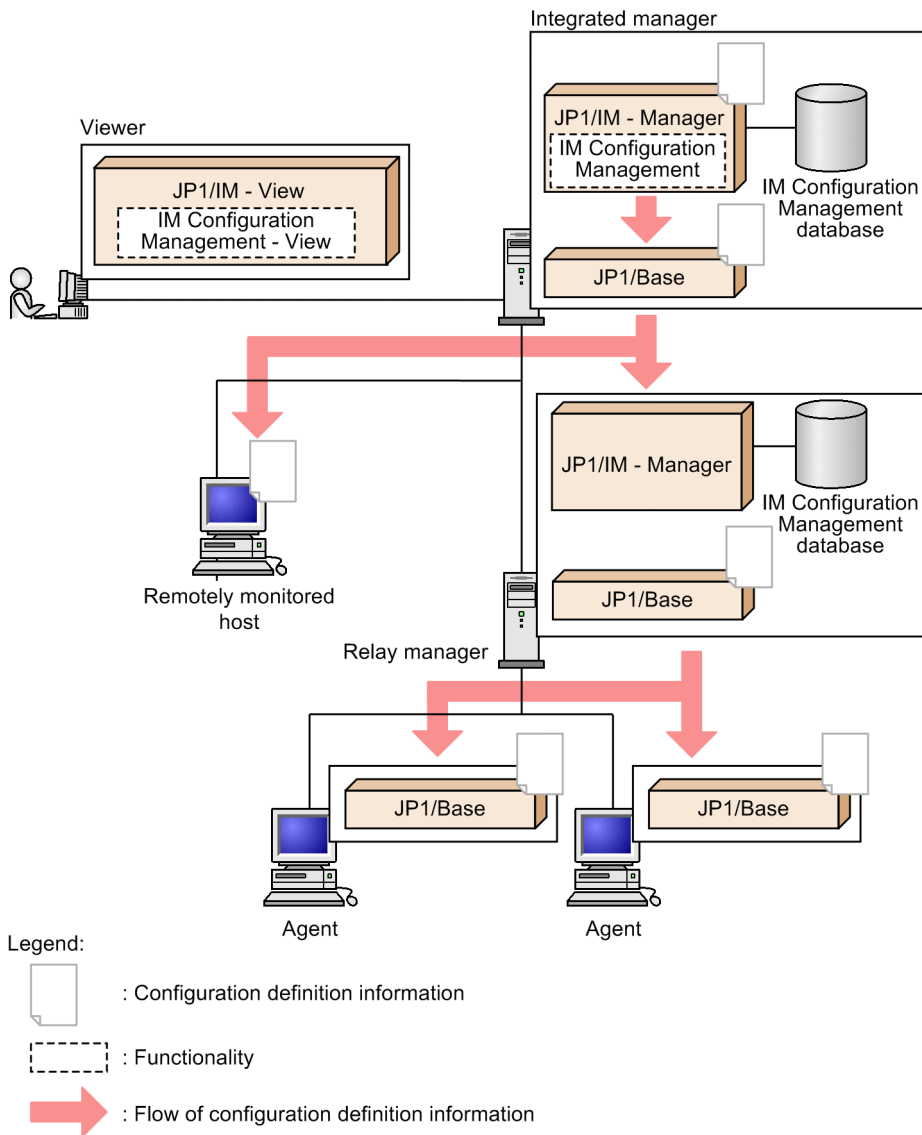 Integrated manager
JP1/IM - Manager
IM Configuration
Management
IM Configuration
Management
database
JP1/Base
Viewer
JP1/IM - View
IM Configuration
Management - View
JP1/IM - Manager
IM Configuration
Management
database
JP1/Base
Remotely monitored
host
Relay manager
JP1/Base
JP1/Base
Agent
Agent
Legend:
: Configuration definition information
: Functionality
: Flow of configuration definition information